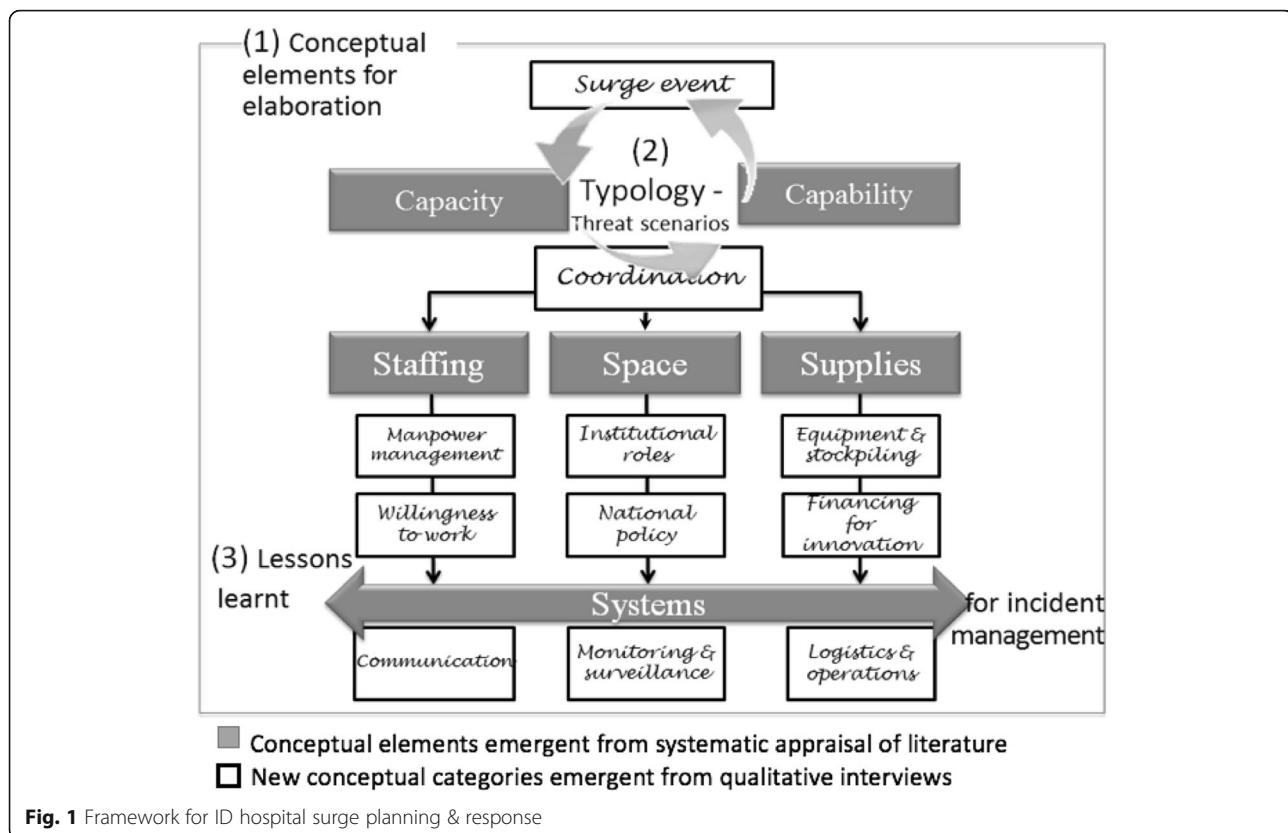 (1) Conceptual
elements for
elaboration
Surge event
(2)
Typology -
Threat scenarios
Capacity
Capability
Coordination
Staffing
Space
Supplies
Manpower
management
Institutional
roles
Equipment &
stockpiling
Willingness
to work
National
policy
Financing
for
innovation
(3) Lessons
learnt
Systems
for incident
management
Communication
Monitoring &
surveillance
Logistics &
operations
Conceptual elements emergent from systematic appraisal of literature
New conceptual categories emergent from qualitative interviews
Fig. 1 Framework for ID hospital surge planning & response